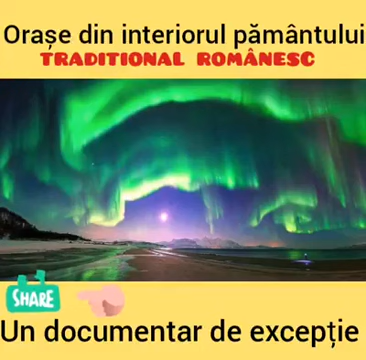 Orașe din interiorul pământului
TRADITIONAL ROMÂNESC
SHARE
Un documentar de excepție